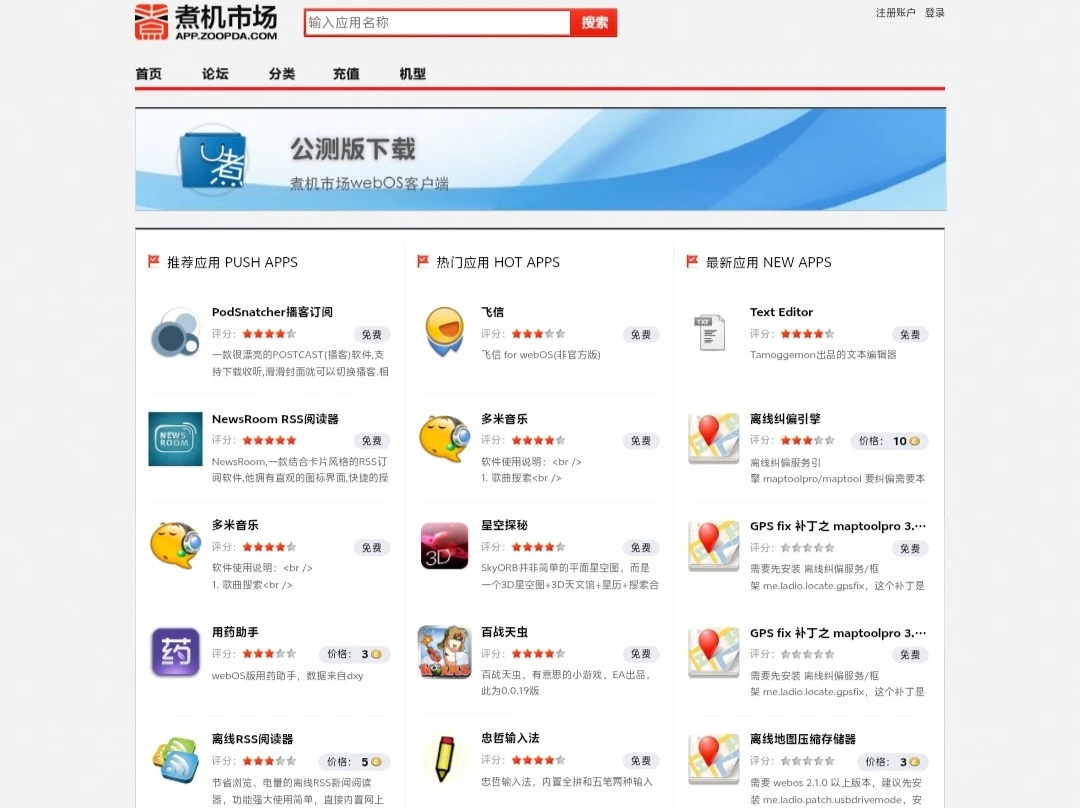 煮机市场
APP.ZOOPDA.COM
输入应用名称
搜索
注册账户 登录
首页 论坛 分类 充值 机型
煮
公测版下载
煮机市场webOS客户端
推荐应用 PUSH APPS
PodSnatcher播客订阅
评分: 免费
一款很漂亮的POSTCAST(播客)软件,支
持下载收听,滑滑封面就可以切换播客.相
NEWS
ROOM
NewsRoom RSS阅读器
评分: 免费
NewsRoom,一款结合卡片风格的RSS订
阅软件,他拥有直观的图标界面,快捷的操
多米音乐
评分: 免费
软件使用说明：<br />
1. 歌曲搜索<br />
药
用药助手
评分: 价格: 3
webOS版用药助手，数据来自dxy
离线RSS阅读器
评分: 价格: 5
节省浏览、电量的离线RSS新闻阅读
器，功能强大使用简单，直接内置网上
热门应用 HOT APPS
飞信
评分: 免费
飞信 for webOS(非官方版)
多米音乐
评分: 免费
软件使用说明：<br />
1. 歌曲搜索<br />
3D
星空探秘
评分: 免费
SkyORB并非简单的平面星空图，而是
一个3D星空图+3D天文馆+星历+搜索合
WORMS
百战天虫
评分: 免费
百战天虫，有意思的小游戏，EA出品，
此为0.0.19版
忠哲输入法
评分: 免费
忠哲输入法，内置全拼和五笔两种输入
最新应用 NEW APPS
TXT
Text Editor
评分: 免费
Tamoggemon出品的文本编辑器
离线纠偏引擎
评分: 价格: 10
离线纠偏服务引
擎 maptoolpro/maptool 要纠偏需要本
GPS fix 补丁之 maptoolpro 3.…
评分: 免费
需要先安装 离线纠偏服务/框
架 me.ladio.locate.gpsfix，这个补丁是
GPS fix 补丁之 maptoolpro 3.…
评分: 免费
需要先安装 离线纠偏服务/框
架 me.ladio.locate.gpsfix，这个补丁是
离线地图压缩存储器
评分: 价格: 3
需要 webos 2.1.0 以上版本，建议先安
装 me.ladio.patch.usbdrivemode，安